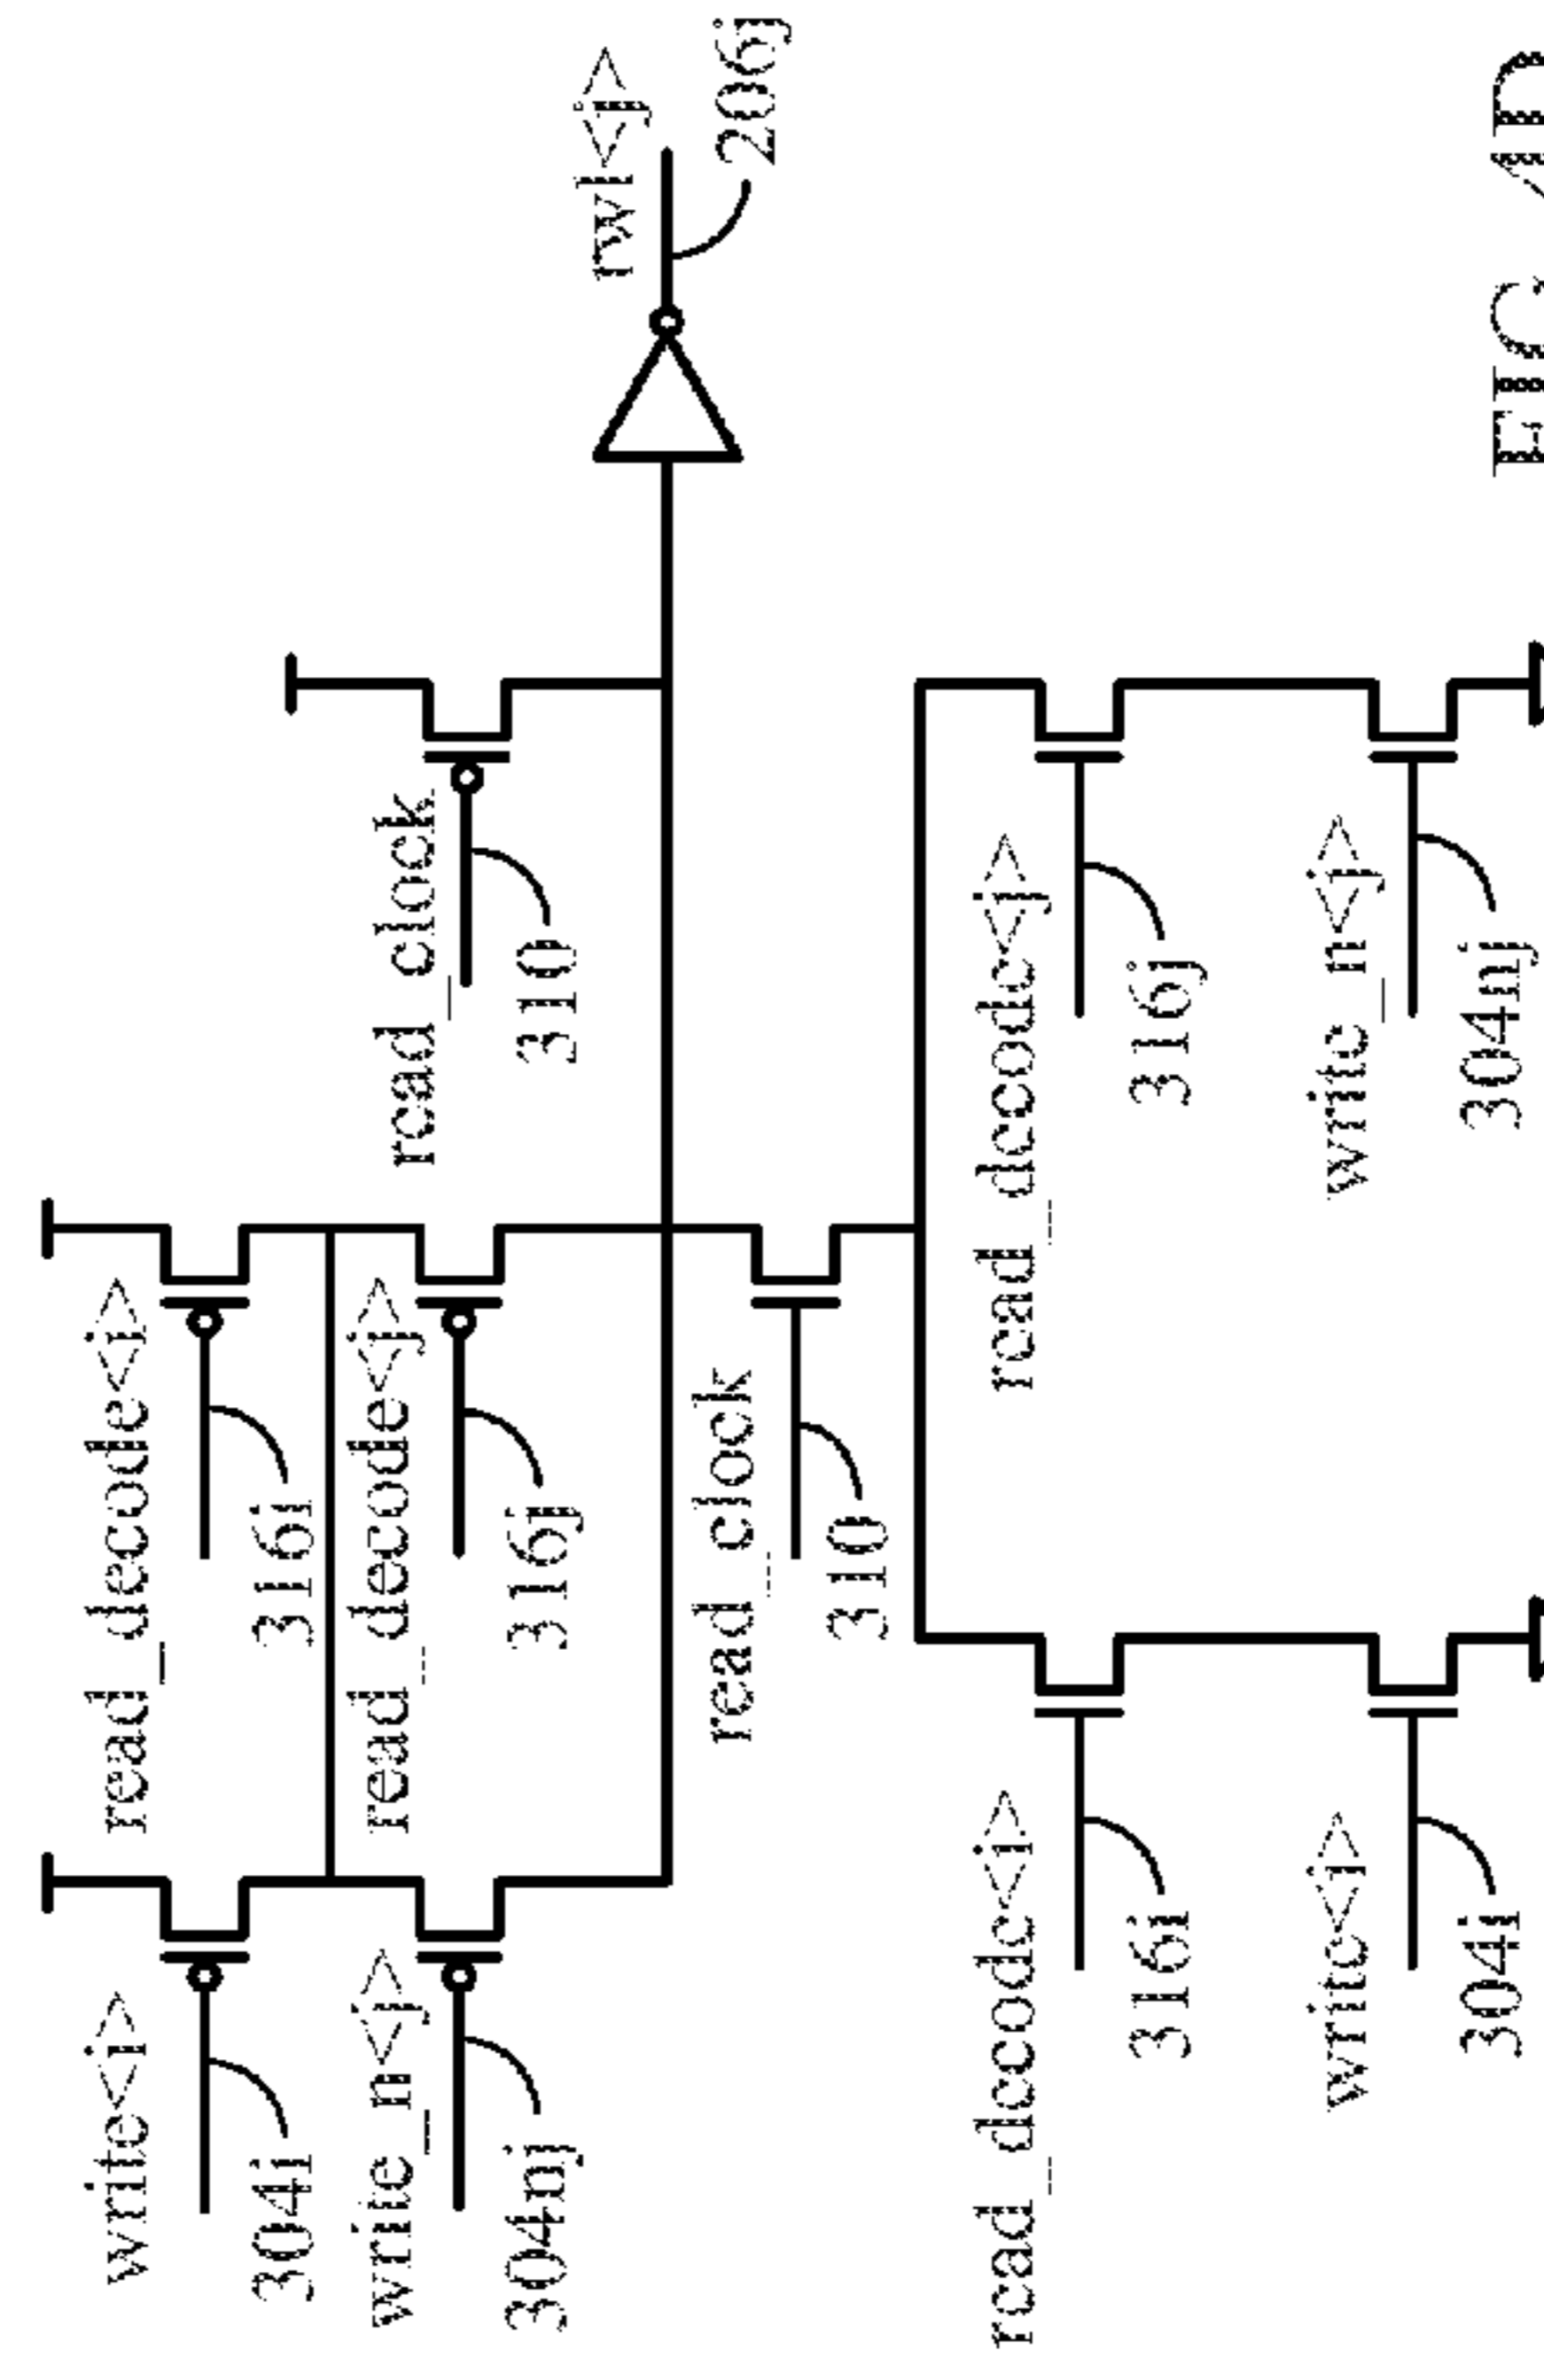 write<i>
304i
read_decode<i>
316i
write_n<j>
304nj
read_decode<j>
316j
read_clock
310
rwl<j>
206j
read_clock
310
read_decode<i>
316i
read_decode<j>
316j
write<i>
304i
write_n<j>
304nj
FIG